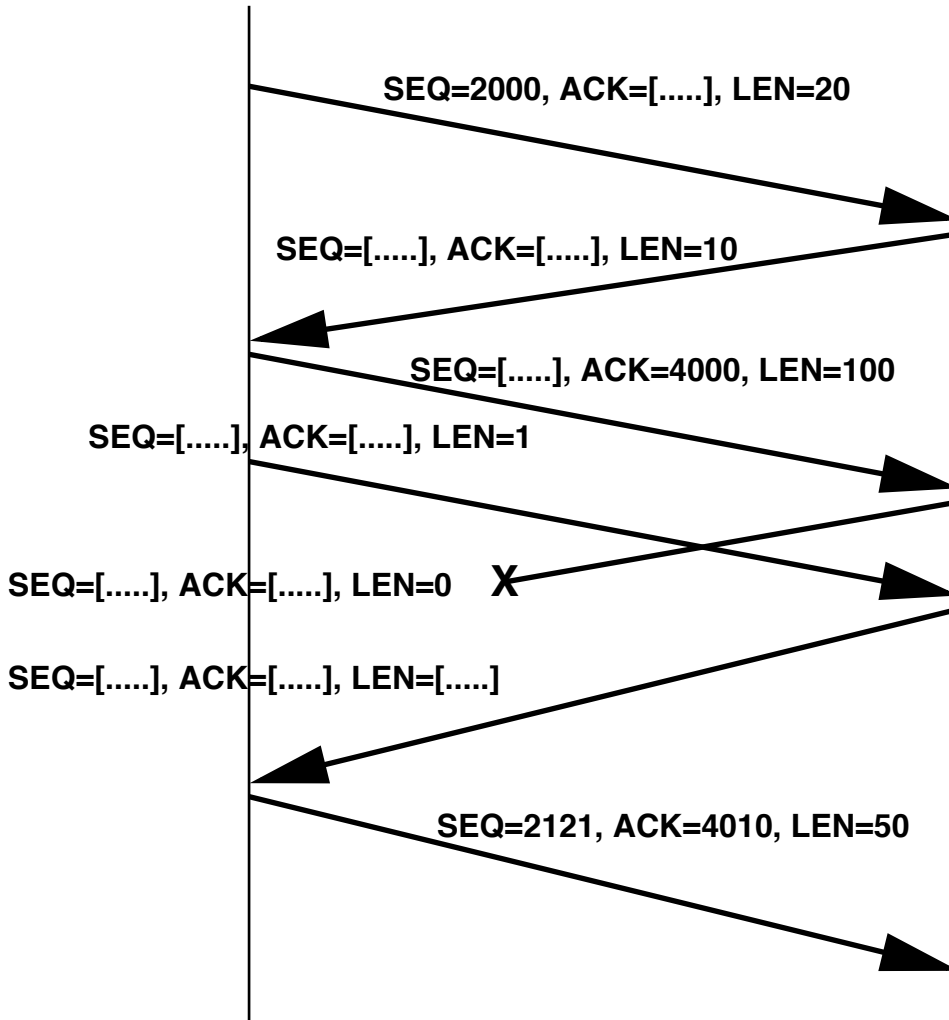 SEQ=2000, ACK=[.....], LEN=20
SEQ=[.....], ACK=[.....], LEN=10
SEQ=[.....], ACK=4000, LEN=100
SEQ=[.....], ACK=[.....], LEN=1
SEQ=[.....], ACK=[.....], LEN=0 X
SEQ=[.....], ACK=[.....], LEN=[.....]
SEQ=2121, ACK=4010, LEN=50